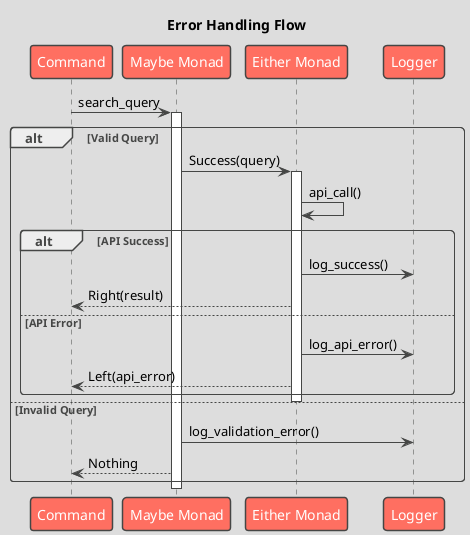 Error Handling Flow
Command
Maybe Monad
Either Monad
Logger
search_query
alt
[Valid Query]
Success(query)
api_call()
alt
[API Success]
log_success()
Right(result)
[API Error]
log_api_error()
Left(api_error)
[Invalid Query]
log_validation_error()
Nothing
Command
Maybe Monad
Either Monad
Logger